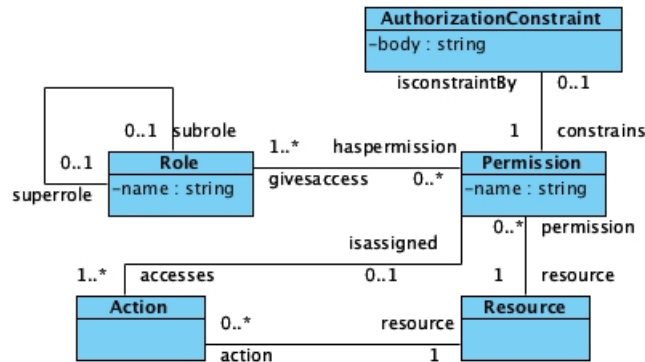 AuthorizationConstraint
-body : string
isconstraintBy 0..1
0..1 subrole
1 constrains
1..* haspermission
0..1
Role
Permission
superrole
-name : string
givesaccess 0..*
-name : string
0..* permission
isassigned
1..* accesses 0..1
1 resource
Action
Resource
0..* resource
action 1